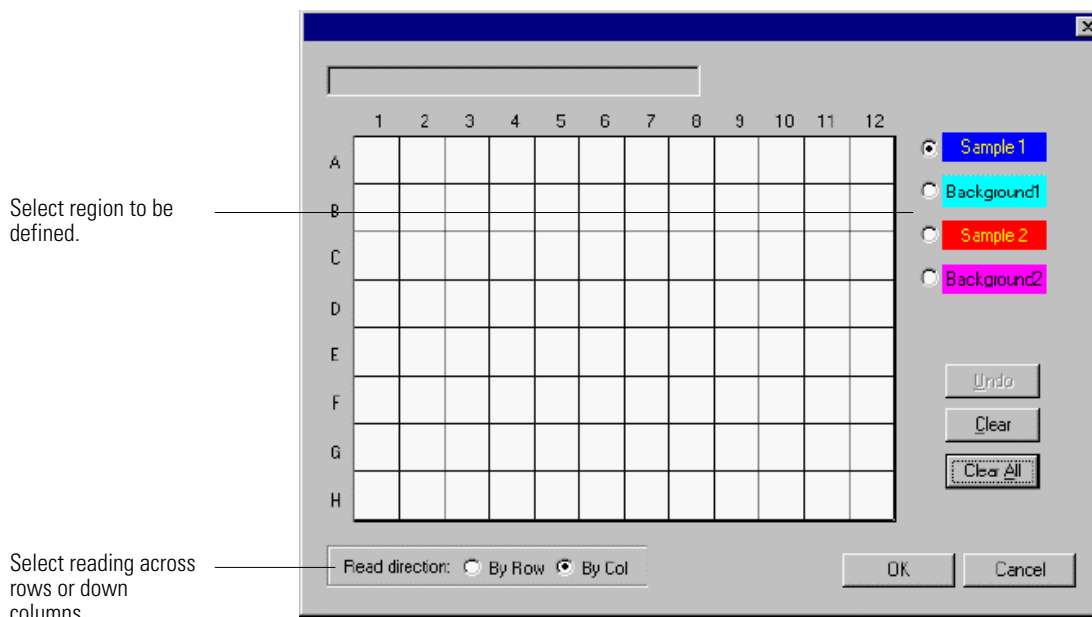 1 2 3 4 5 6 7 8 9 10 11 12
A
Sample 1
Background1
Select region to be
defined.
B
Sample 2
C
Background2
D
E
Undo
F
Clear
G
Clear All
H
Select reading across
rows or down
columns
Read direction: By Row By Col
OK Cancel